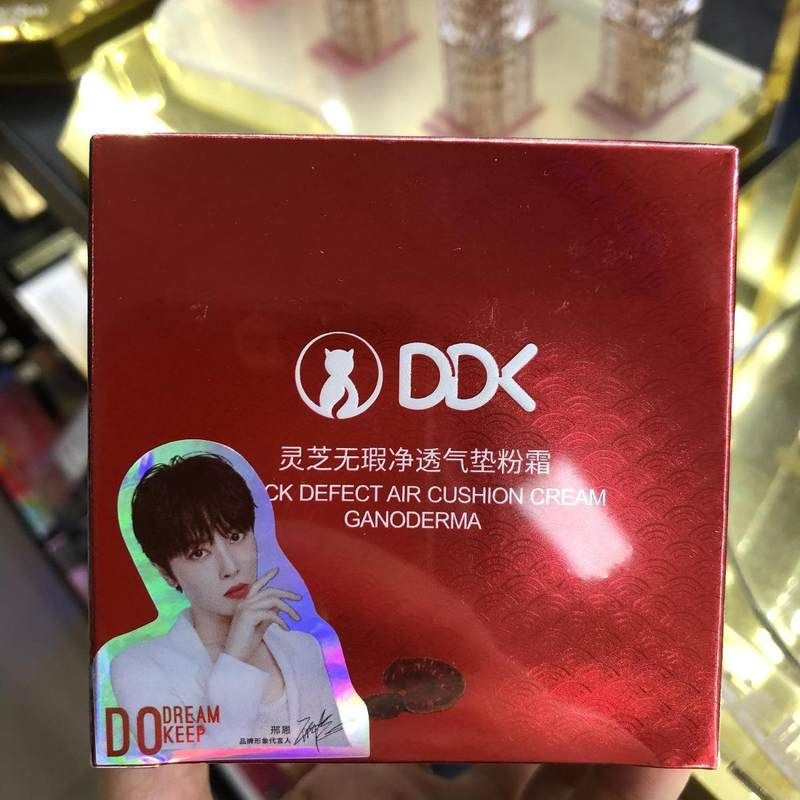 DDK
灵芝无瑕净透气垫粉霜
CK DEFECT AIR CUSHION CREAM
GANODERMA
DO DREAM
KEEP
邢恩
品牌形象代言人